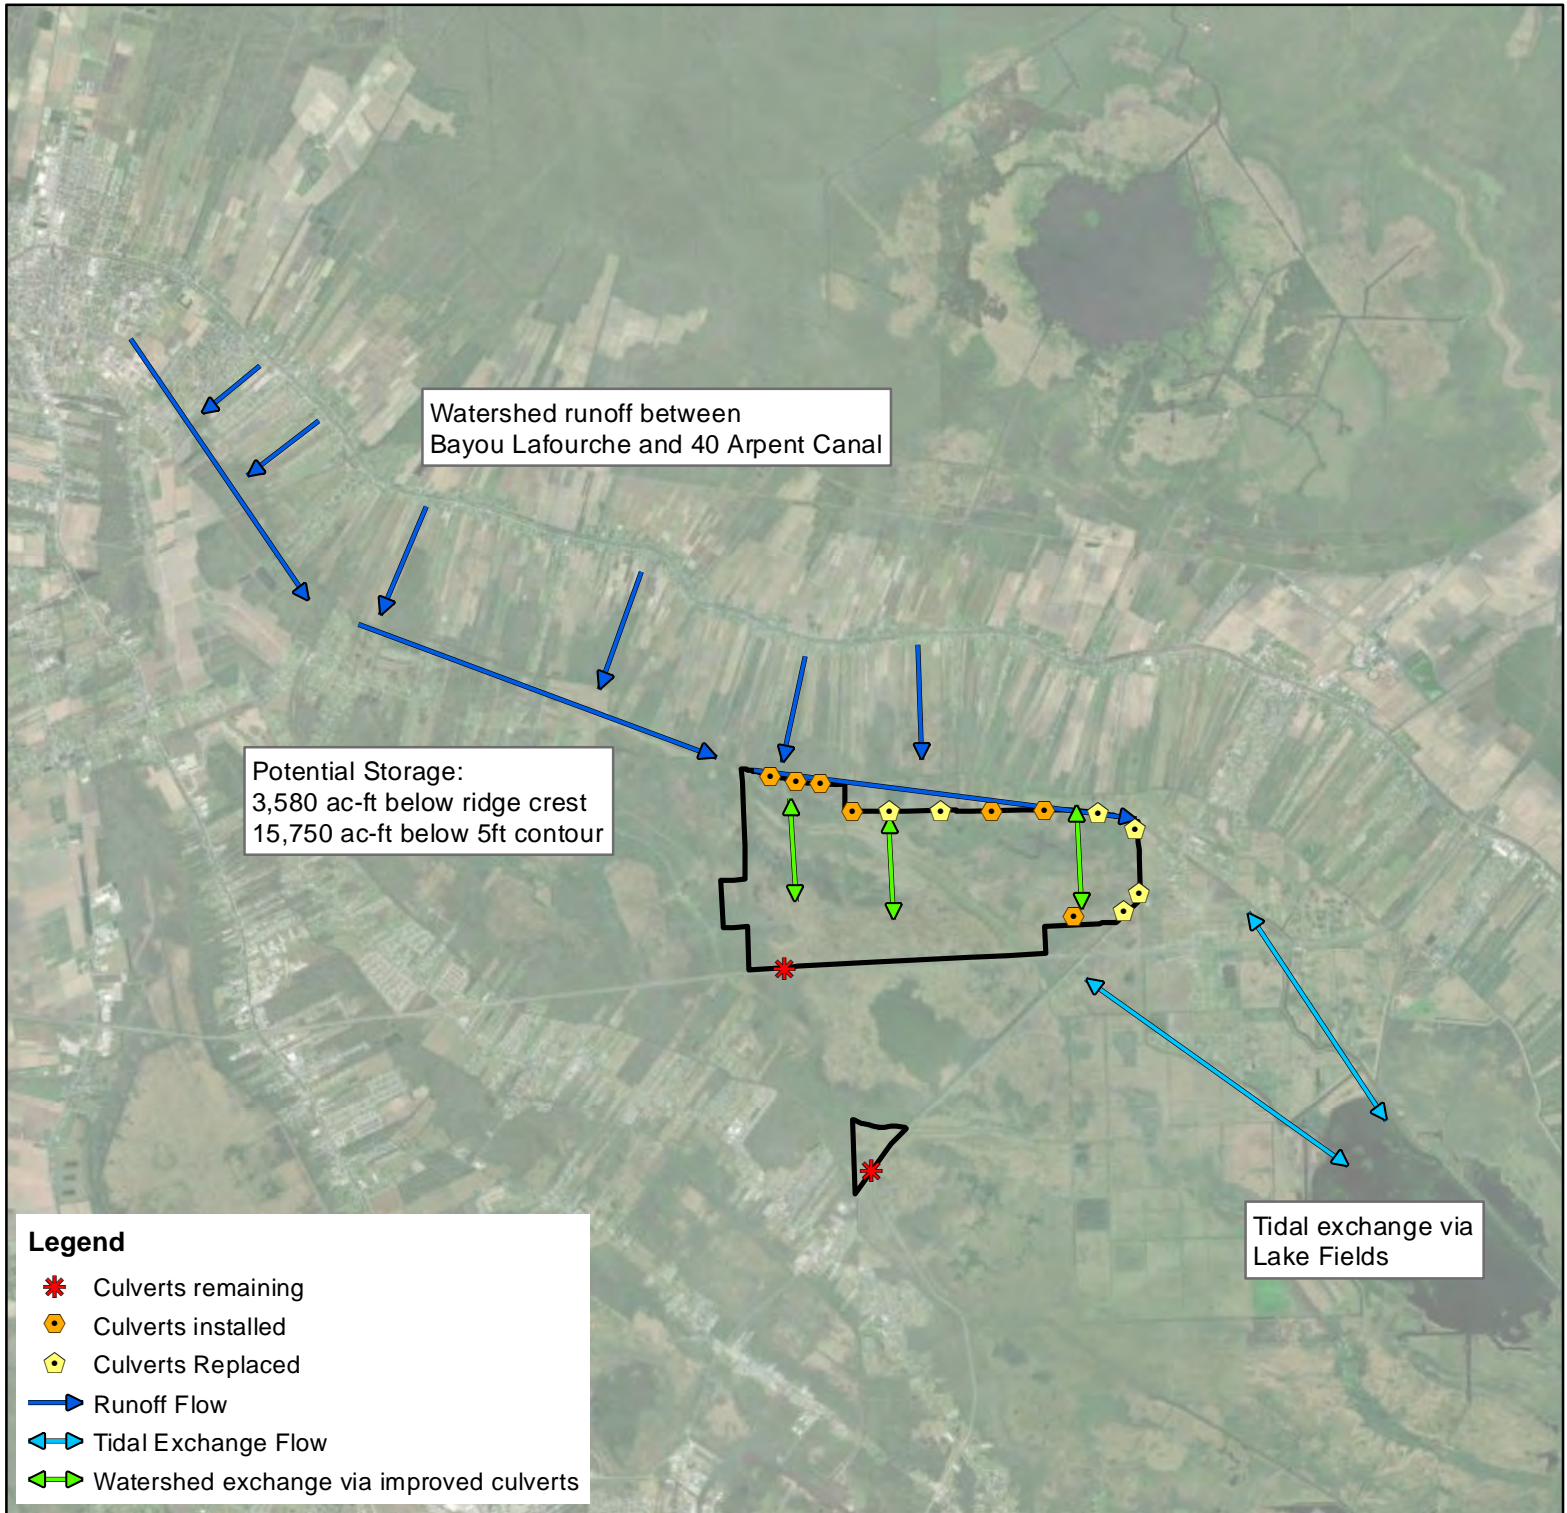 Watershed runoff between
Bayou Lafourche and 40 Arpent Canal
Potential Storage:
3,580 ac-ft below ridge crest
15,750 ac-ft below 5ft contour
Tidal exchange via
Lake Fields
Legend
Culverts remaining
Culverts installed
Culverts Replaced
Runoff Flow
Tidal Exchange Flow
Watershed exchange via improved culverts